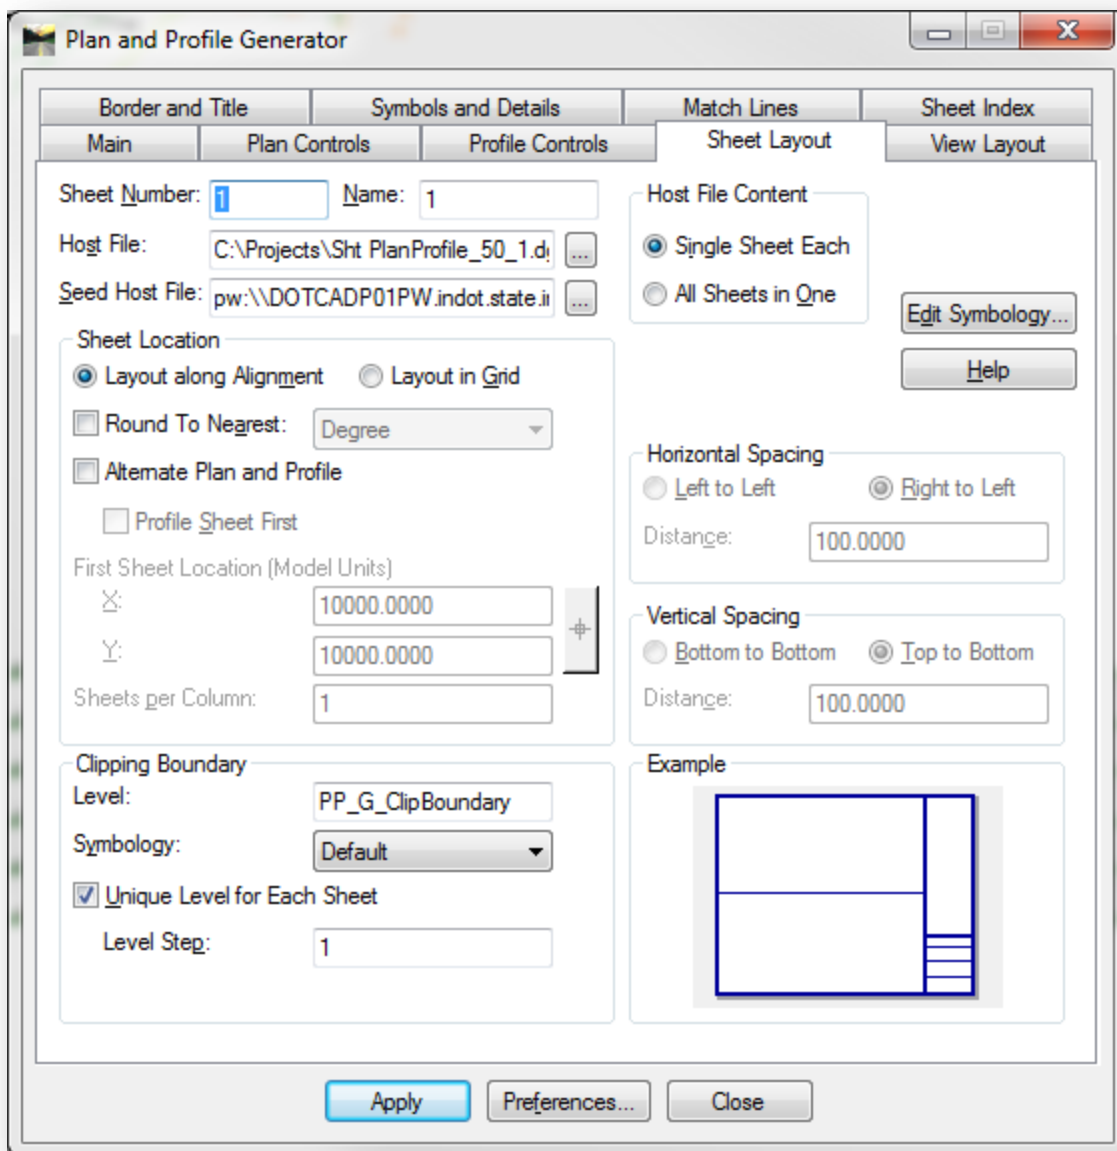 Plan and Profile Generator
Border and Title
Symbols and Details
Match Lines
Sheet Index
Main
Plan Controls
Profile Controls
Sheet Layout
View Layout
Sheet Number: 1
Name: 1
Host File: C:\Projects\Sht PlanProfile_50_1.dg
...
Seed Host File: pw:\\DOTCADP01PW.indot.state.in
...
Host File Content
Single Sheet Each
All Sheets in One
Edit Symbology...
Help
Sheet Location
Layout along Alignment
Layout in Grid
Round To Nearest: Degree
Alternate Plan and Profile
Profile Sheet First
First Sheet Location (Model Units)
X: 10000.0000
Y: 10000.0000
Sheets per Column: 1
Horizontal Spacing
Left to Left
Right to Left
Distance: 100.0000
Vertical Spacing
Bottom to Bottom
Top to Bottom
Distance: 100.0000
Clipping Boundary
Level: PP_G_ClipBoundary
Symbology: Default
Unique Level for Each Sheet
Level Step: 1
Example
Apply
Preferences...
Close